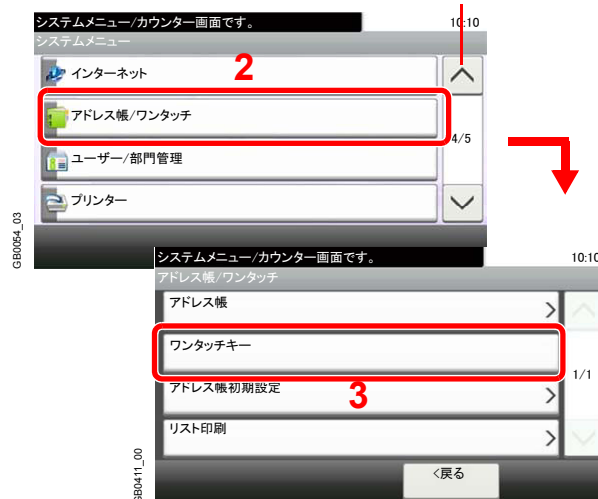 システムメニュー/カウンター画面です。
10:10
システムメニュー
インターネット
2
アドレス帳/ワンタッチ
4/5
ユーザー/部門管理
プリンター
GB0054_03
システムメニュー/カウンター画面です。
10:10
アドレス帳/ワンタッチ
アドレス帳
ワンタッチキー
1/1
アドレス帳初期設定
3
リスト印刷
GB0411_00
<戻る